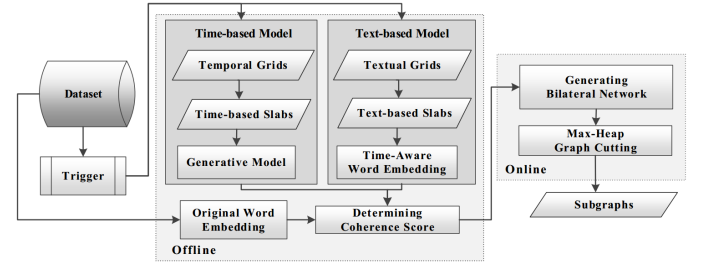 Time-based Model
Text-based Model
Temporal Grids
Textual Grids
Dataset
Time-based Slabs
Text-based Slabs
Trigger
Generative Model
Time-Aware
Word Embedding
Original Word
Embedding
Determining
Coherence Score
Offline
Generating
Bilateral Network
Max-Heap
Graph Cutting
Online
Subgraphs